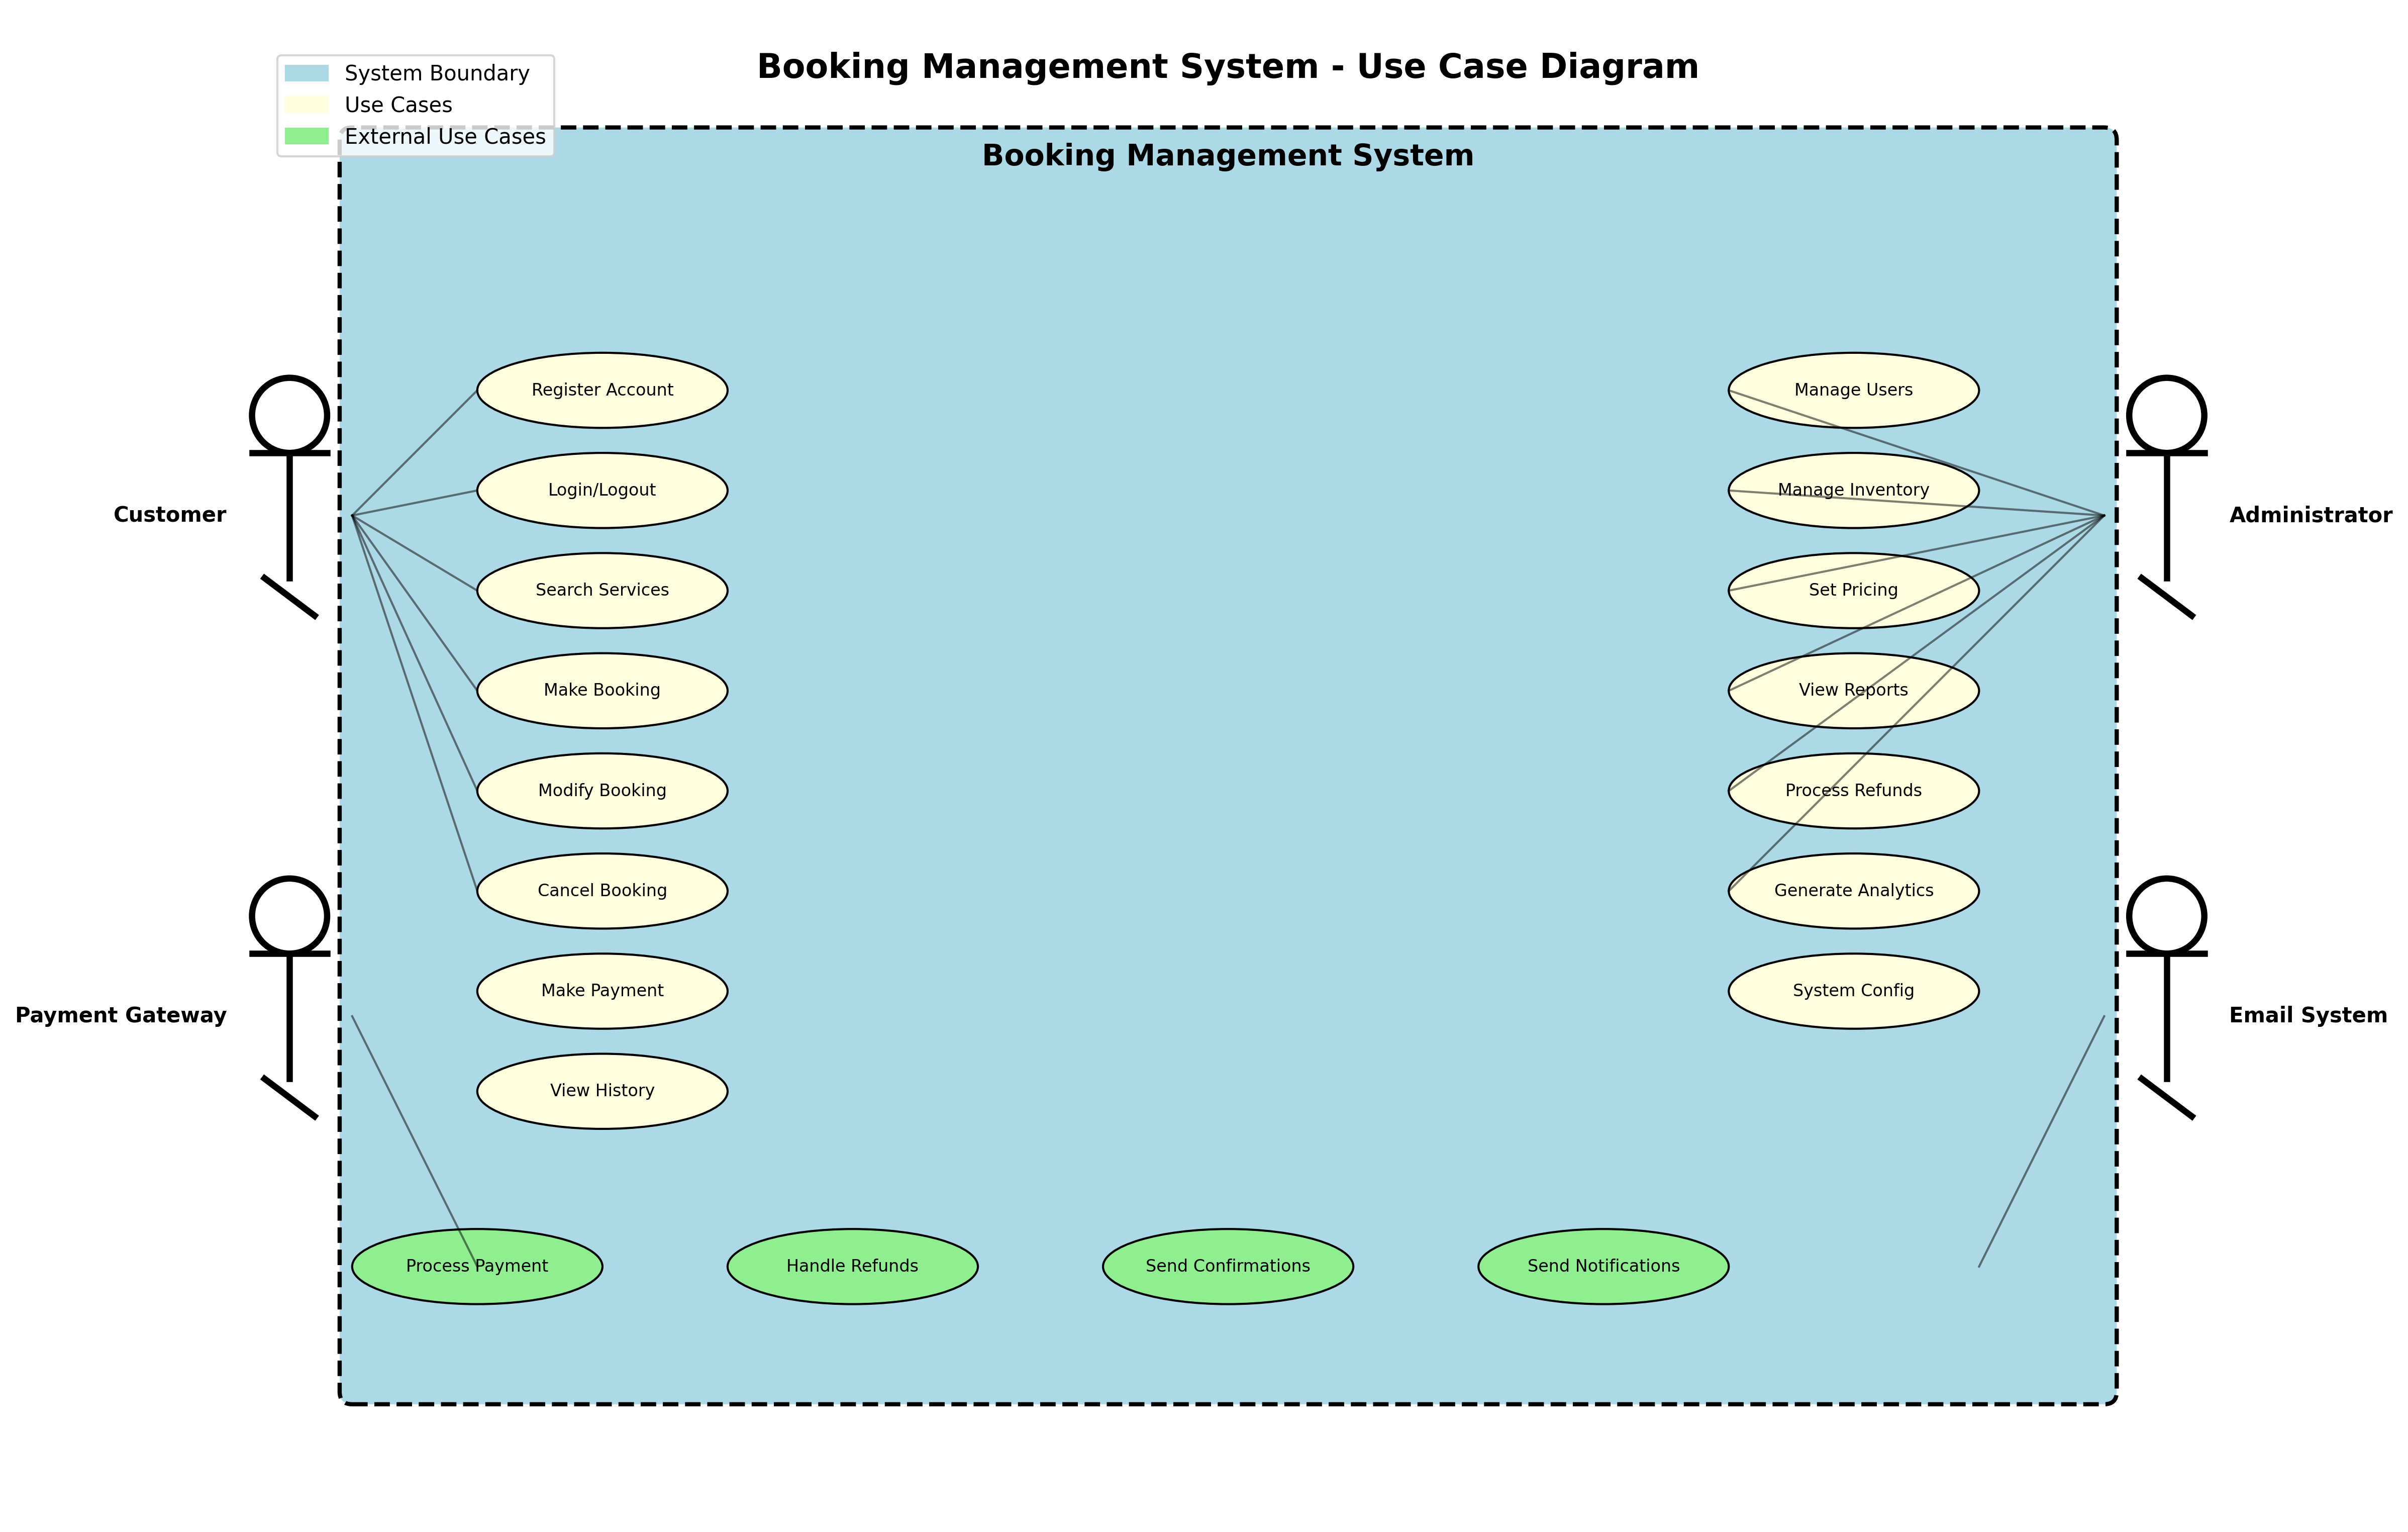 Booking Management System - Use Case Diagram
System Boundary
Use Cases
External Use Cases
Booking Management System
Customer
Payment Gateway
Register Account
Login/Logout
Search Services
Make Booking
Modify Booking
Cancel Booking
Make Payment
View History
Manage Users
Manage Inventory
Set Pricing
View Reports
Process Refunds
Generate Analytics
System Config
Administrator
Email System
Process Payment
Handle Refunds
Send Confirmations
Send Notifications